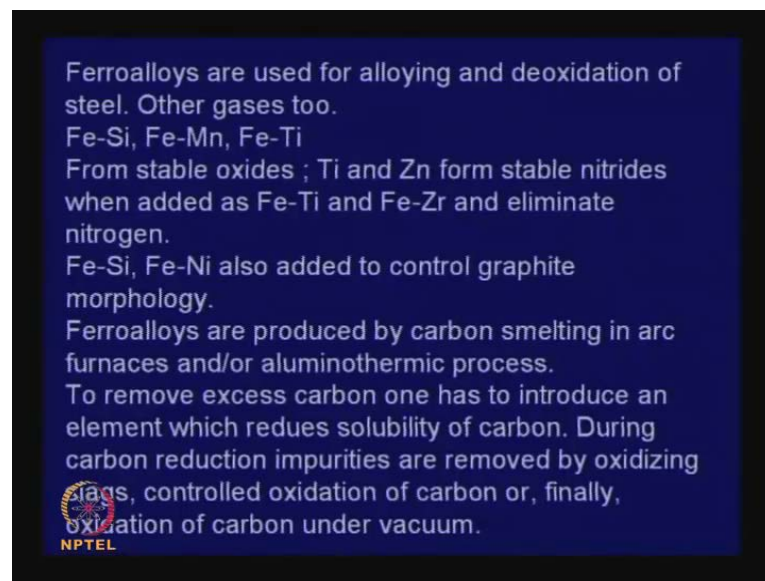 Ferroalloys are used for alloying and deoxidation of
steel. Other gases too.
Fe-Si, Fe-Mn, Fe-Ti
From stable oxides ; Ti and Zn form stable nitrides
when added as Fe-Ti and Fe-Zr and eliminate
nitrogen.
Fe-Si, Fe-Ni also added to control graphite
morphology.
Ferroalloys are produced by carbon smelting in arc
furnaces and/or aluminothermic process.
To remove excess carbon one has to introduce an
element which redues solubility of carbon. During
carbon reduction impurities are removed by oxidizing
slags, controlled oxidation of carbon or, finally,
oxidation of carbon under vacuum.
NPTEL